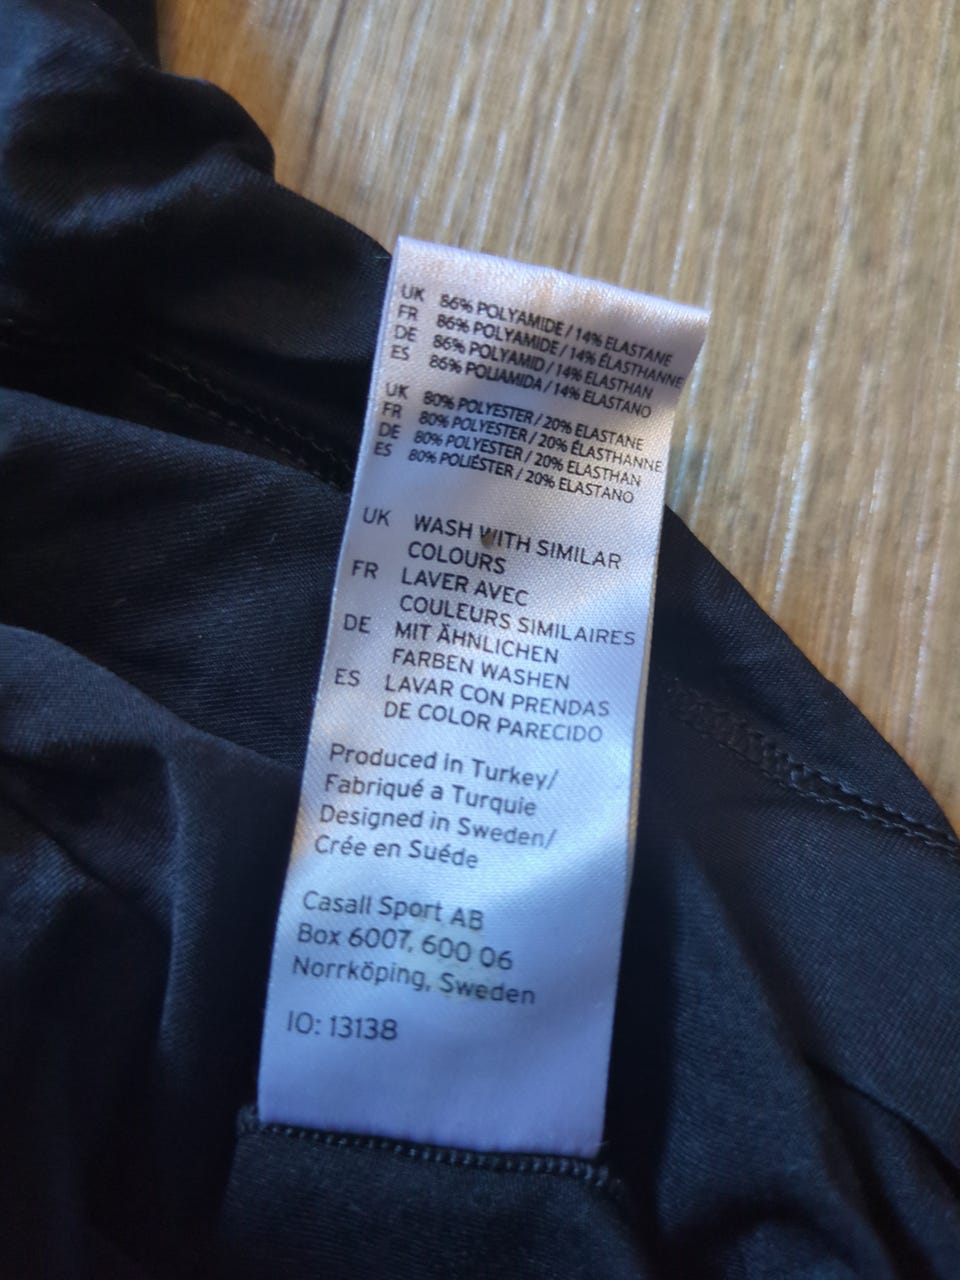 UK 86% POLYAMIDE / 14% ELASTANE
FR 86% POLYAMIDE / 14% ÉLASTHANNE
DE 86% POLYAMID / 14% ELASTHAN
ES 86% POLIAMIDA / 14% ELASTANO
UK 80% POLYESTER / 20% ELASTANE
FR 80% POLYESTER / 20% ÉLASTHANNE
DE 80% POLYESTER / 20% ELASTHAN
ES 80% POLIÉSTER / 20% ELASTANO
UK WASH WITH SIMILAR
COLOURS
FR LAVER AVEC
COULEURS SIMILAIRES
DE MIT ÄHNLICHEN
FARBEN WASHEN
ES LAVAR CON PRENDAS
DE COLOR PARECIDO
Produced in Turkey/
Fabriqué a Turquie
Designed in Sweden/
Crée en Suéde
Casall Sport AB
Box 6007, 600 06
Norrköping, Sweden
IO: 13138